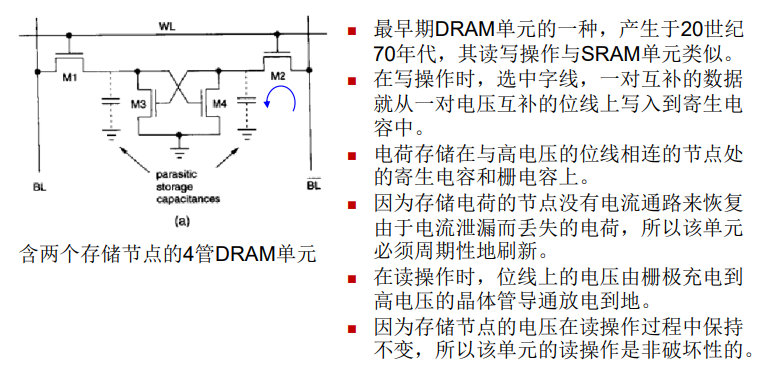 WL
M1
M2
M3
M4
BL
BL
parasitic
storage
capacitances
(a)
含两个存储节点的4管DRAM单元
最早期DRAM单元的一种，产生于20世纪
70年代，其读写操作与SRAM单元类似。
在写操作时，选中字线，一对互补的数据
就从一对电压互补的位线上写入到寄生电
容中。
电荷存储在与高电压的位线相连的节点处
的寄生电容和栅电容上。
因为存储电荷的节点没有电流通路来恢复
由于电流泄漏而丢失的电荷，所以该单元
必须周期性地刷新。
在读操作时，位线上的电压由栅极充电到
高电压的晶体管导通放电到地。
因为存储节点的电压在读操作过程中保持
不变，所以该单元的读操作是非破坏性的。